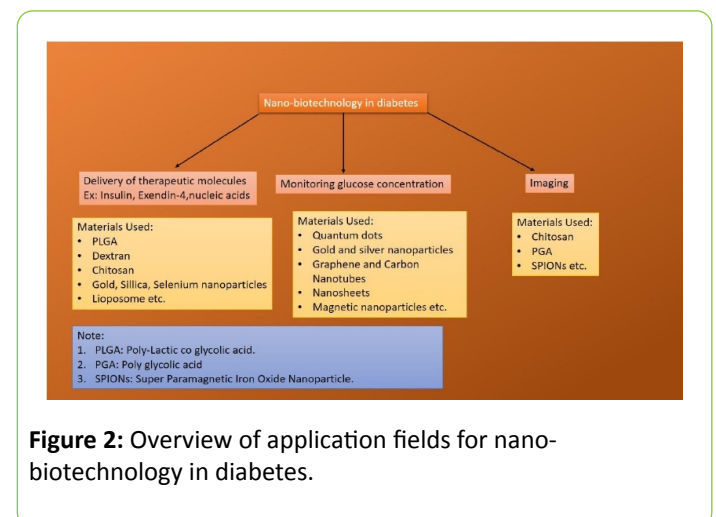 Nano-biotechnology in diabetes
Delivery of therapeutic molecules
Ex: Insulin, Exendin-4,nucleic acids
Monitoring glucose concentration
Imaging
Materials Used:
• PLGA
• Dextran
• Chitosan
• Gold, Sillica, Selenium nanoparticles
• Lioposome etc.
Materials Used:
• Quantum dots
• Gold and silver nanoparticles
• Graphene and Carbon
Nanotubes
• Nanosheets
• Magnetic nanoparticles etc.
Materials Used:
• Chitosan
• PGA
• SPIONs etc.
Note:
1. PLGA: Poly-Lactic co glycolic acid.
2. PGA: Poly glycolic acid
3. SPIONs: Super Paramagnetic Iron Oxide Nanoparticle.
Figure 2: Overview of application fields for nano-
biotechnology in diabetes.